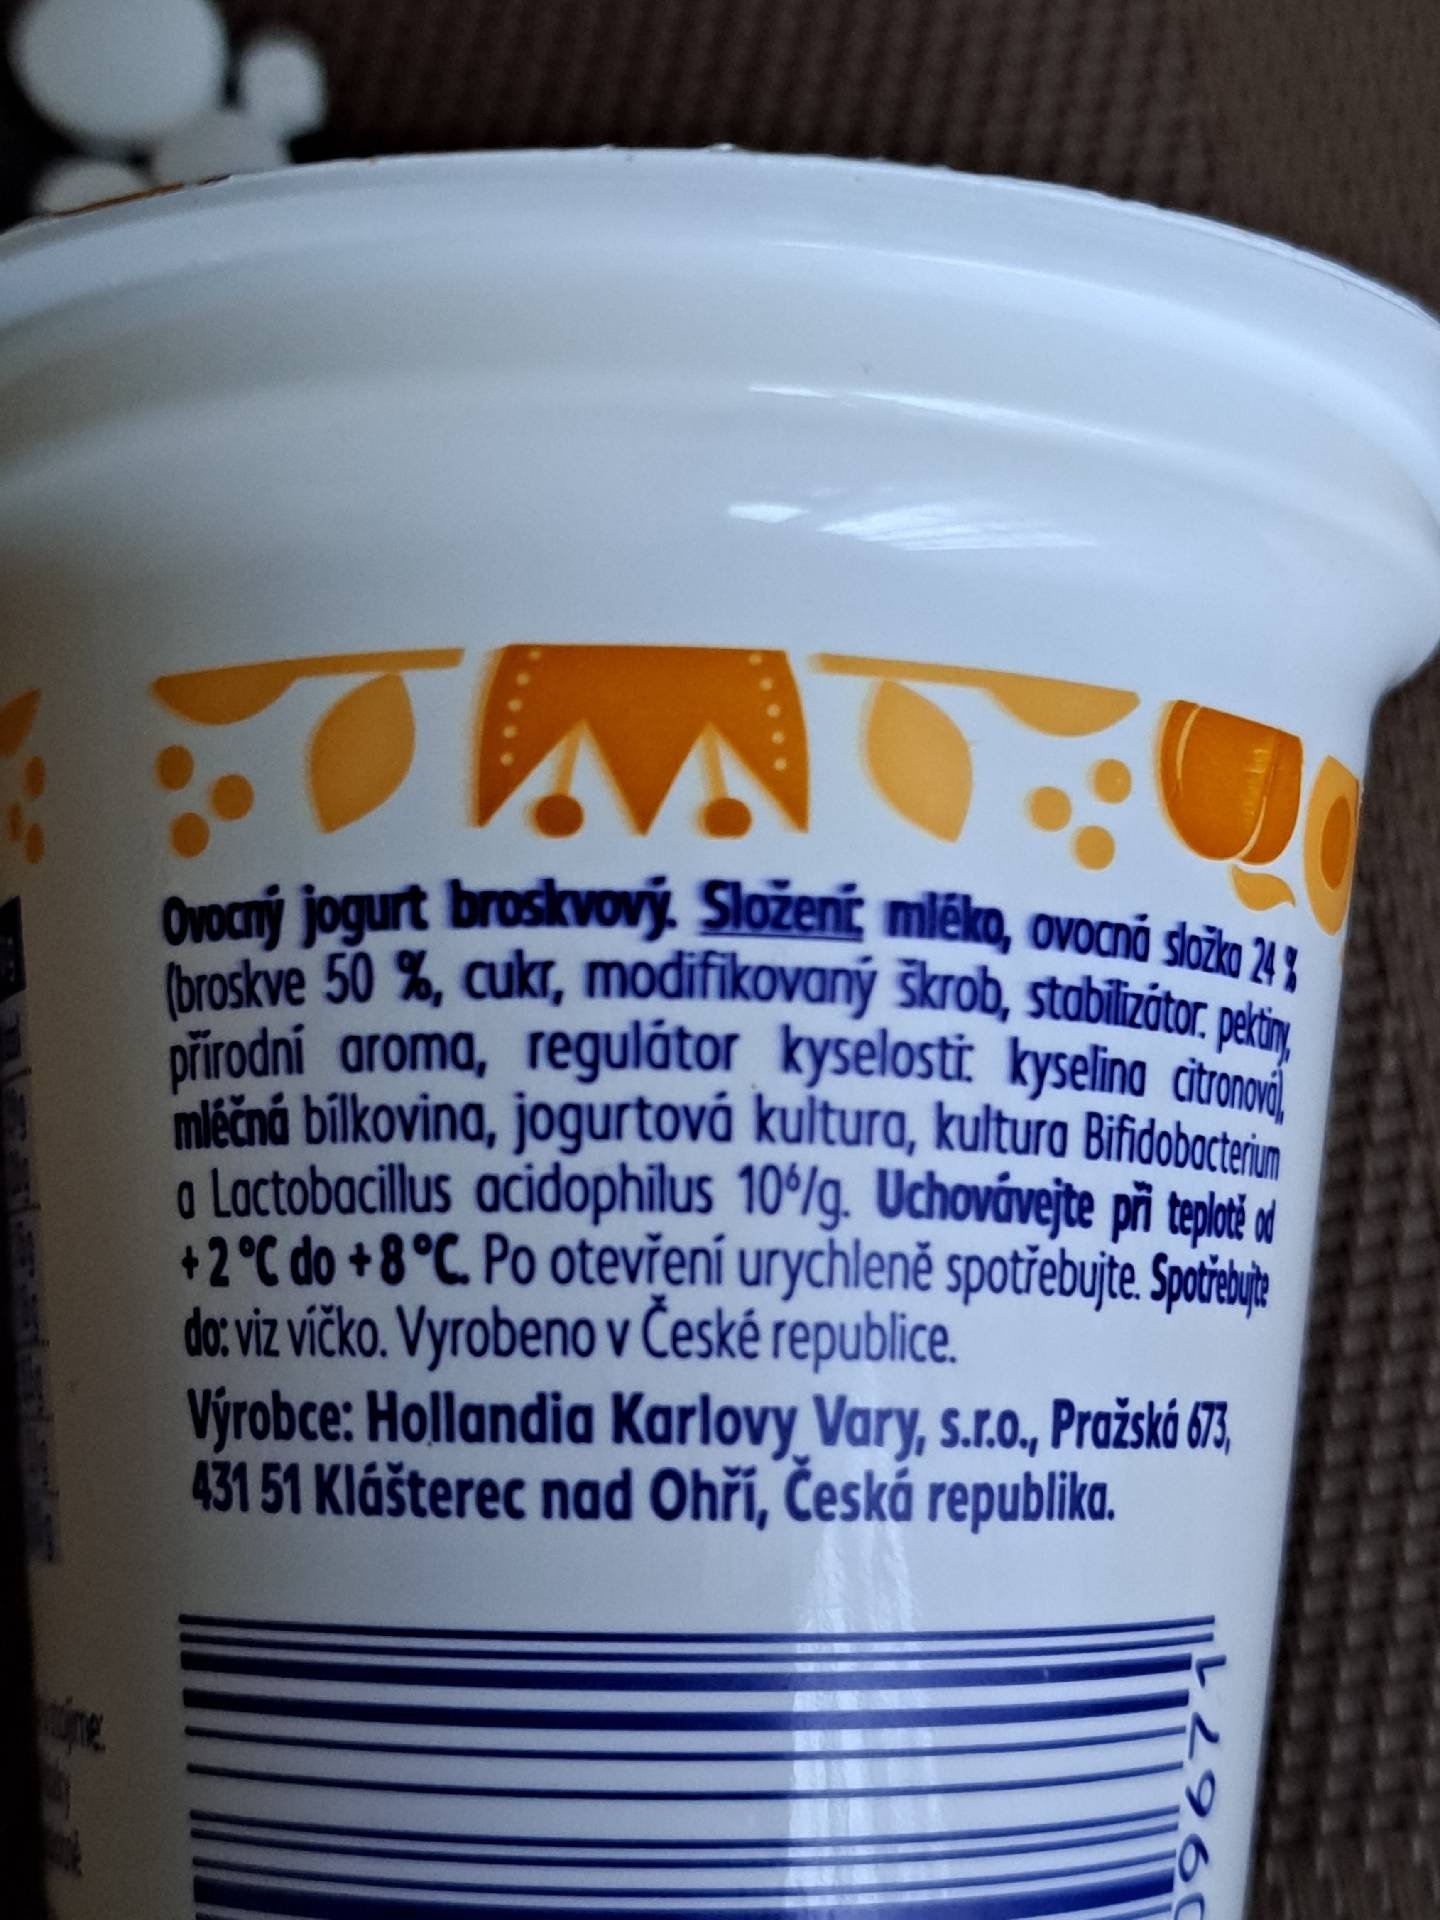 Ovocný jogurt broskvový. Složení: mléko, ovocná složka 24 %
(broskve 50 %, cukr, modifikovaný škrob, stabilizátor: pektiny,
přírodní aroma, regulátor kyselosti: kyselina citronová),
mléčná bílkovina, jogurtová kultura, kultura Bifidobacterium
a Lactobacillus acidophilus 10⁶/g. Uchovávejte při teplotě od
+2 °C do +8 °C. Po otevření urychleně spotřebujte. Spotřebujte
do: viz víčko. Vyrobeno v České republice.
Výrobce: Hollandia Karlovy Vary, s.r.o., Pražská 673,
431 51 Klášterec nad Ohří, Česká republika.